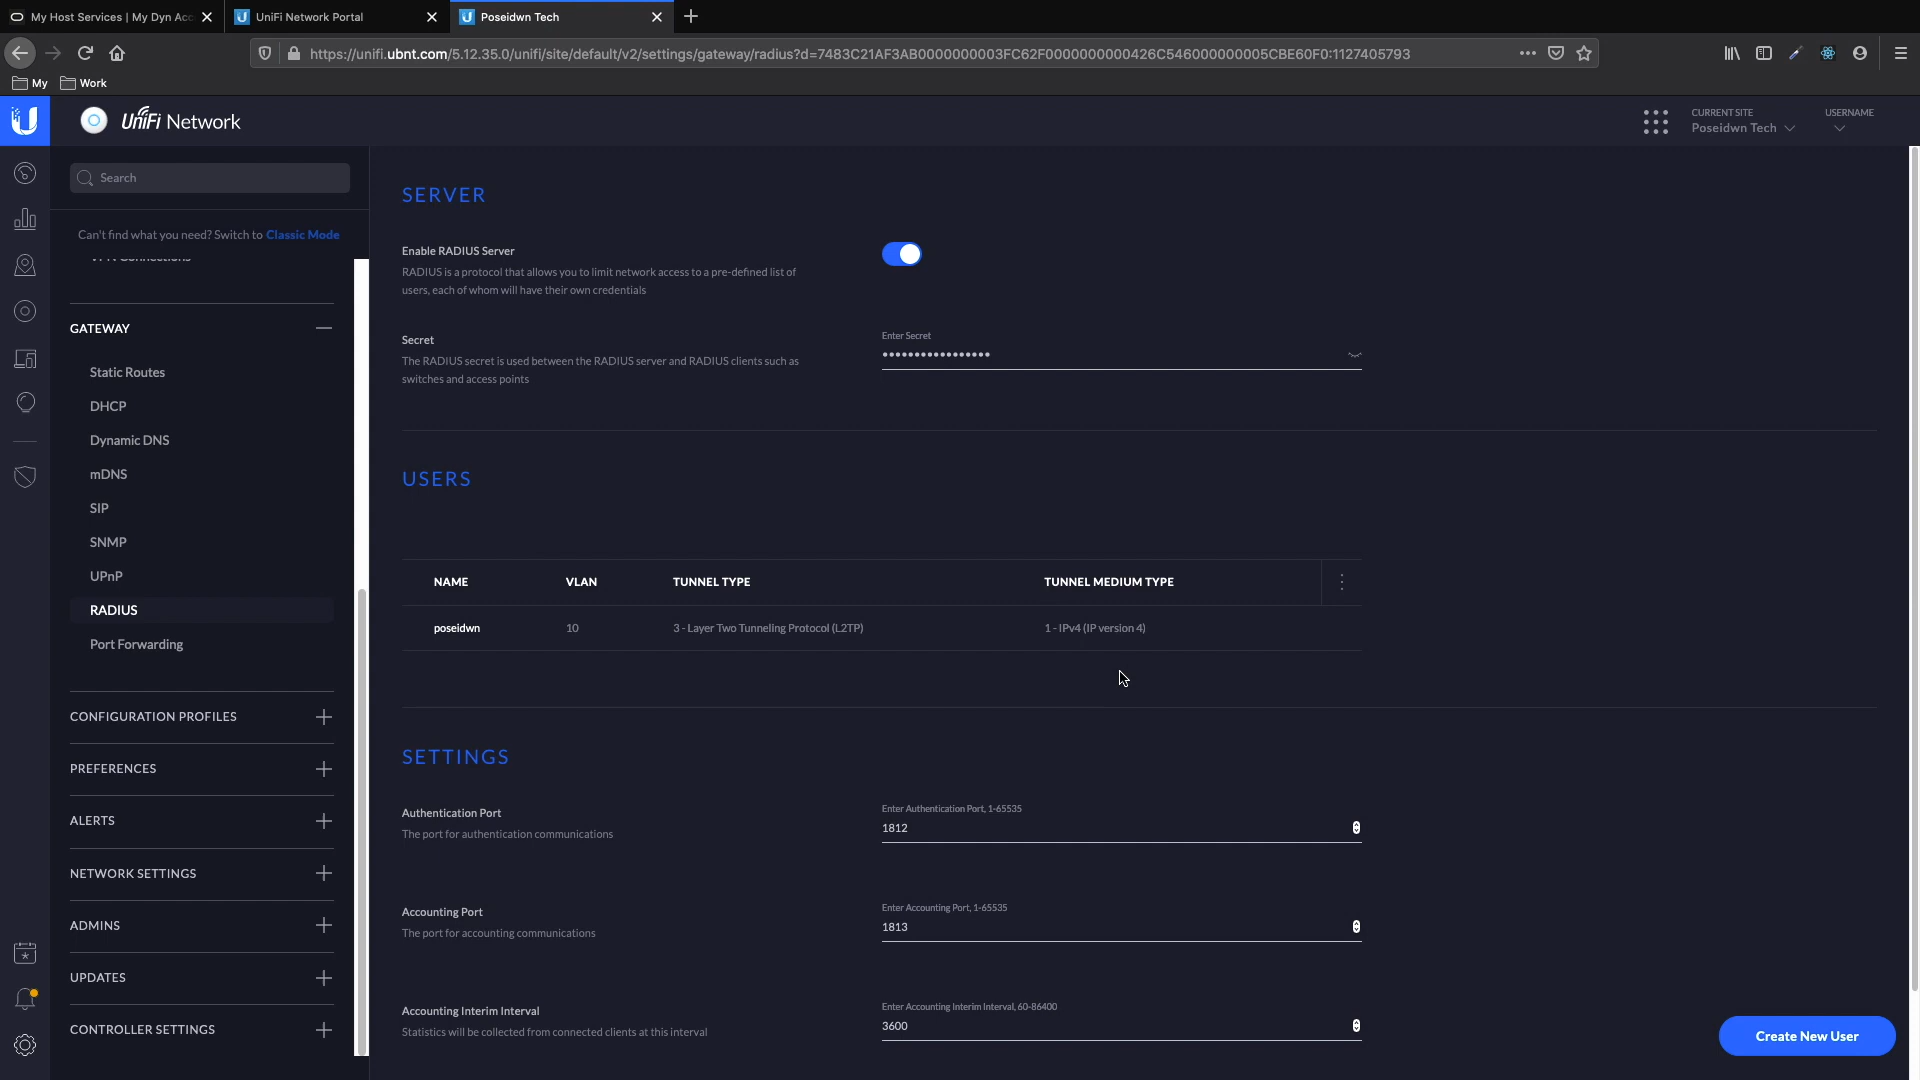 My Host Services | My Dyn Acc
UniFi Network Portal
Poseidwn Tech
https://unifi.ubnt.com/5.12.35.0/unifi/site/default/v2/settings/gateway/radius?d=7483C21AF3AB0000000003FC62F0000000000426C546000000005CBE60F0:1127405793
My
Work
UniFi Network
CURRENT SITE
Poseidwn Tech
USERNAME
Search
Can't find what you need? Switch to Classic Mode
VPN Connections
GATEWAY
Static Routes
DHCP
Dynamic DNS
mDNS
SIP
SNMP
UPnP
RADIUS
Port Forwarding
CONFIGURATION PROFILES
PREFERENCES
ALERTS
NETWORK SETTINGS
ADMINS
UPDATES
CONTROLLER SETTINGS
SERVER
Enable RADIUS Server
RADIUS is a protocol that allows you to limit network access to a pre-defined list of
users, each of whom will have their own credentials
Secret
The RADIUS secret is used between the RADIUS server and RADIUS clients such as
switches and access points
Enter Secret
•••••••••••••••••
USERS
NAME VLAN TUNNEL TYPE TUNNEL MEDIUM TYPE
poseidwn 10 3 - Layer Two Tunneling Protocol (L2TP) 1 - IPv4 (IP version 4)
SETTINGS
Authentication Port
The port for authentication communications
Enter Authentication Port, 1-65535
1812
Accounting Port
The port for accounting communications
Enter Accounting Port, 1-65535
1813
Accounting Interim Interval
Statistics will be collected from connected clients at this interval
Enter Accounting Interim Interval, 60-86400
3600
Create New User